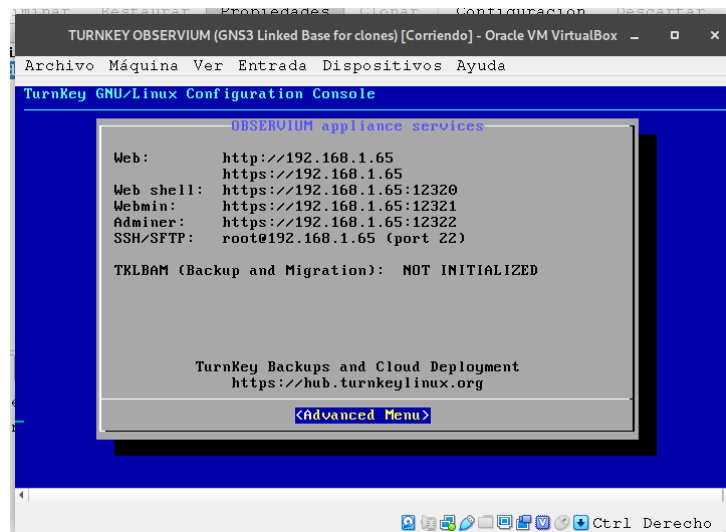 Propiedades Clonar Configuración Descartar
TURNKEY OBSERVIUM (GNS3 Linked Base for clones) [Corriendo] - Oracle VM VirtualBox
Archivo Máquina Ver Entrada Dispositivos Ayuda
TurnKey GNU/Linux Configuration Console
OBSERVIUM appliance services
Web: http://192.168.1.65
https://192.168.1.65
Web shell: https://192.168.1.65:12320
Webmin: https://192.168.1.65:12321
Adminer: https://192.168.1.65:12322
SSH/SFTP: root@192.168.1.65 (port 22)
TKLBAM (Backup and Migration): NOT INITIALIZED
TurnKey Backups and Cloud Deployment
https://hub.turnkeylinux.org
<Advanced Menu>
Ctrl Derecho